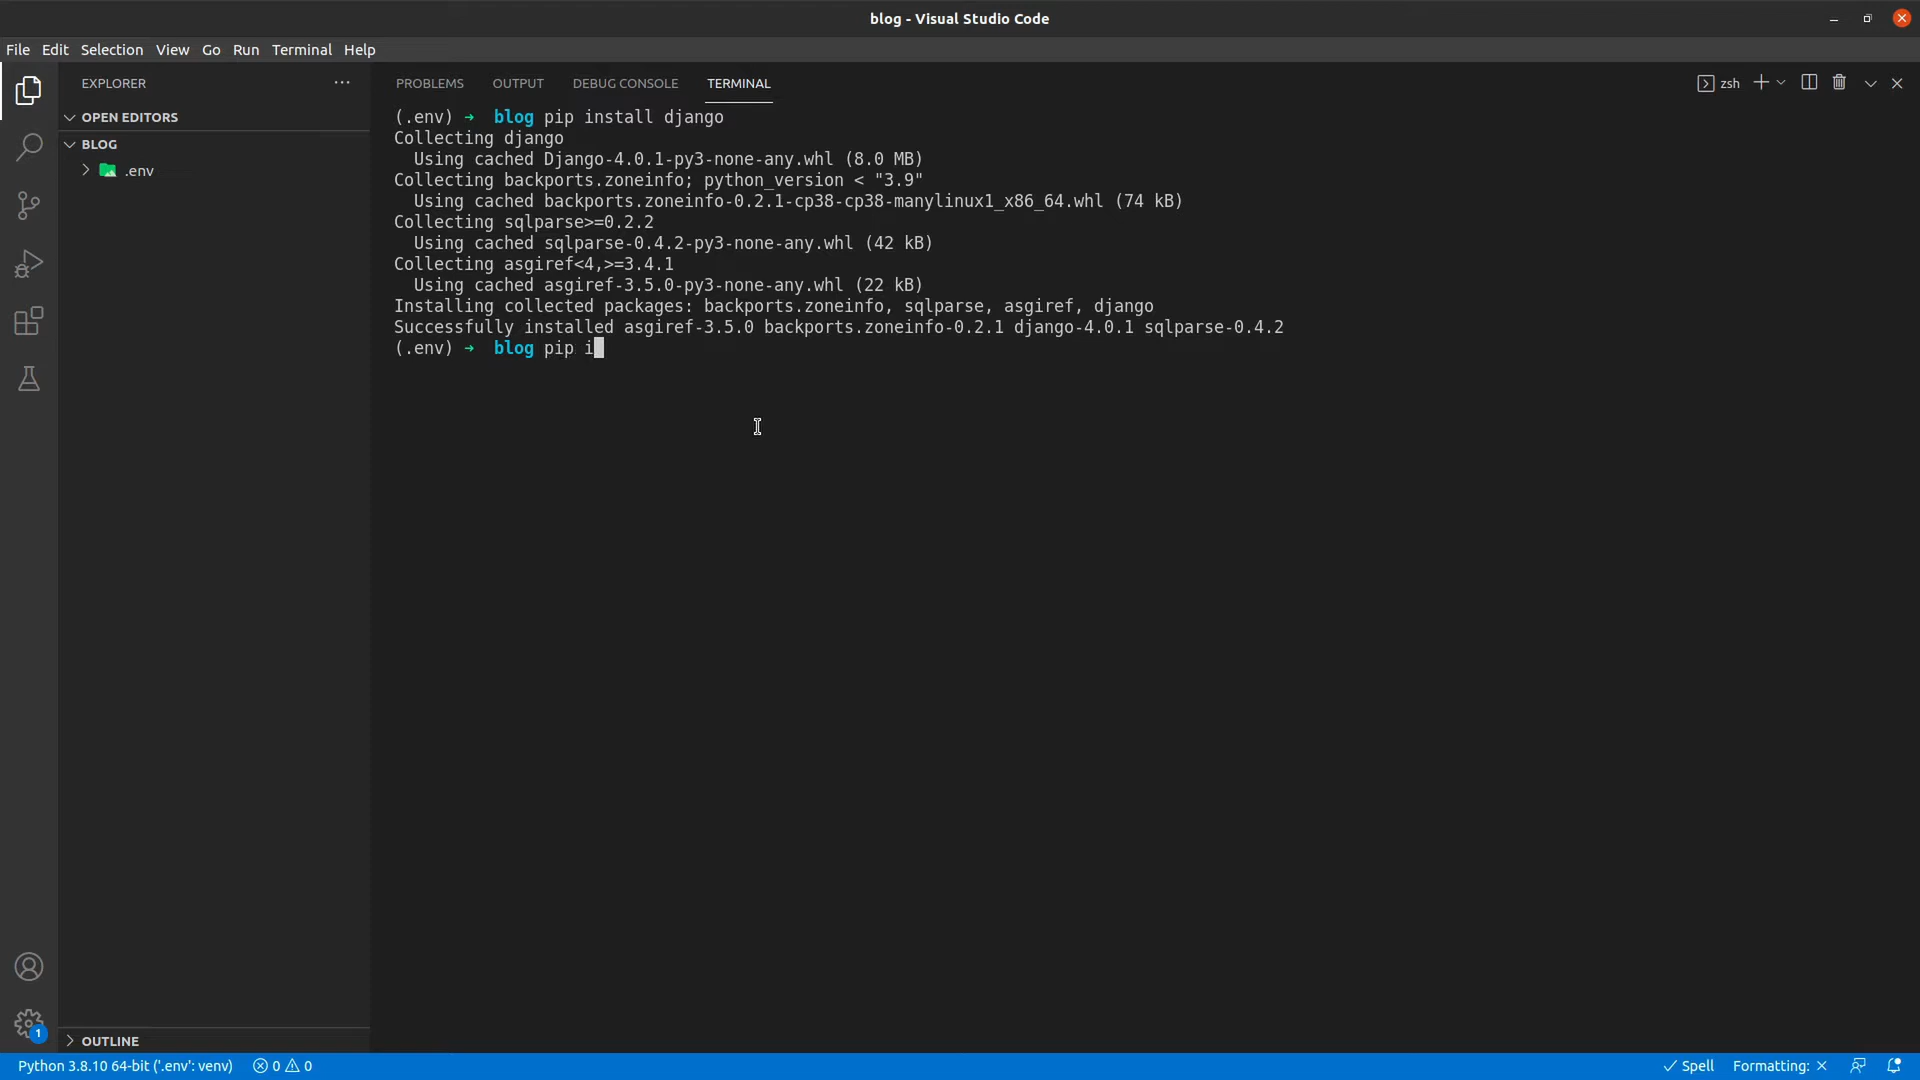 blog - Visual Studio Code
File Edit Selection View Go Run Terminal Help
EXPLORER
OPEN EDITORS
BLOG
.env
OUTLINE
PROBLEMS OUTPUT DEBUG CONSOLE TERMINAL
zsh
(.env) ➜ blog pip install django
Collecting django
Using cached Django-4.0.1-py3-none-any.whl (8.0 MB)
Collecting backports.zoneinfo; python_version < "3.9"
Using cached backports.zoneinfo-0.2.1-cp38-cp38-manylinux1_x86_64.whl (74 kB)
Collecting sqlparse>=0.2.2
Using cached sqlparse-0.4.2-py3-none-any.whl (42 kB)
Collecting asgiref<4,>=3.4.1
Using cached asgiref-3.5.0-py3-none-any.whl (22 kB)
Installing collected packages: backports.zoneinfo, sqlparse, asgiref, django
Successfully installed asgiref-3.5.0 backports.zoneinfo-0.2.1 django-4.0.1 sqlparse-0.4.2
(.env) ➜ blog pip i
1
Python 3.8.10 64-bit ('.env': venv) 0 0 Spell Formatting: ×